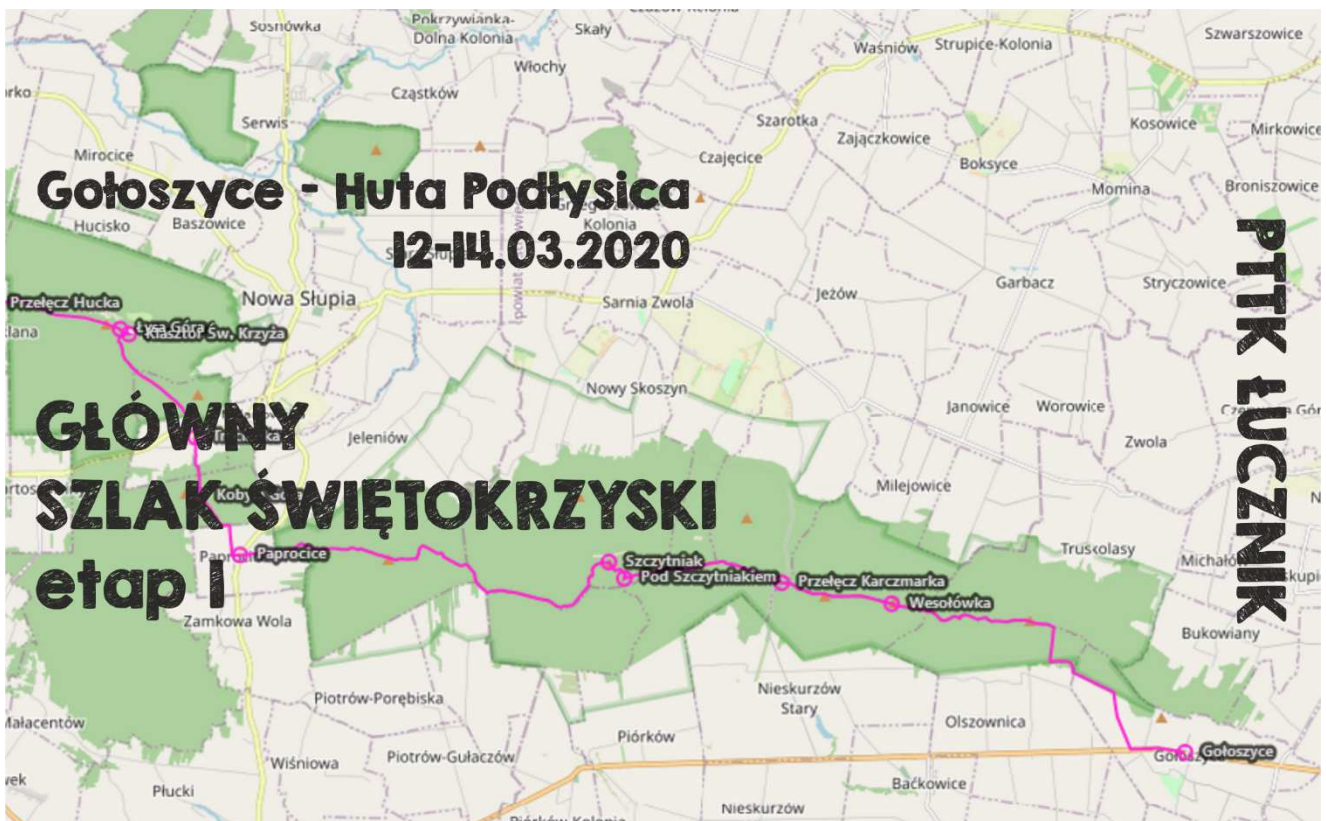 Sosnówka
Pokrzywianka-
Dolna Kolonia
Skały
Szwarszowice
Waśniów
Strupice-Kolonia
Włochy
Cząstków
Serwis
Szarotka
Kosowice
Mirkowice
Zajączkowice
Mirocice
Czajęcice
Boksyce
Momina
Broniszowice
Gołoszyce - Huta Podłysica
12-14.03.2020
Hucisko
Baszowice
Kolonia
PTTK ŁUCZNIK
Nowa Słupia
Przełęcz Hucka
Sarnia Zwola
Jeżów
Garbacz
Stryczowice
Łysa Góra
Klasztor Św. Krzyża
Nowy Skoszyn
Janowice
Worowice
GŁÓWNY
SZLAK ŚWIĘTOKRZYSKI
etap I
Jeleniów
Zwola
Milejowice
Paprocice
Szczytniak
Pod Szczytniakiem
Przełęcz Karczmarka
Wesołówka
Truskolasy
Michałów
Zamkowa Wola
Bukowiany
Piotrów-Porębiska
Nieskurzów
Stary
Olszownica
Małacentów
Piórków
Gołoszyce
Wiśniowa
Piotrów-Gułaczów
Baćkowice
Płucki
Nieskurzów
Piórków Kolonia